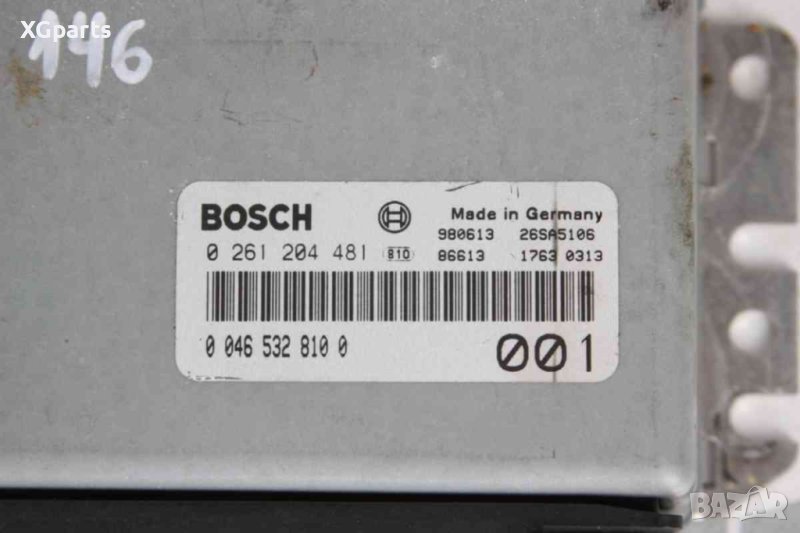 XGparts
146
BOSCH
Made in Germany
980613 26SA5106
0 261 204 481 810 86613 1763 0313
0 046 532 810 0
001
BAZAR